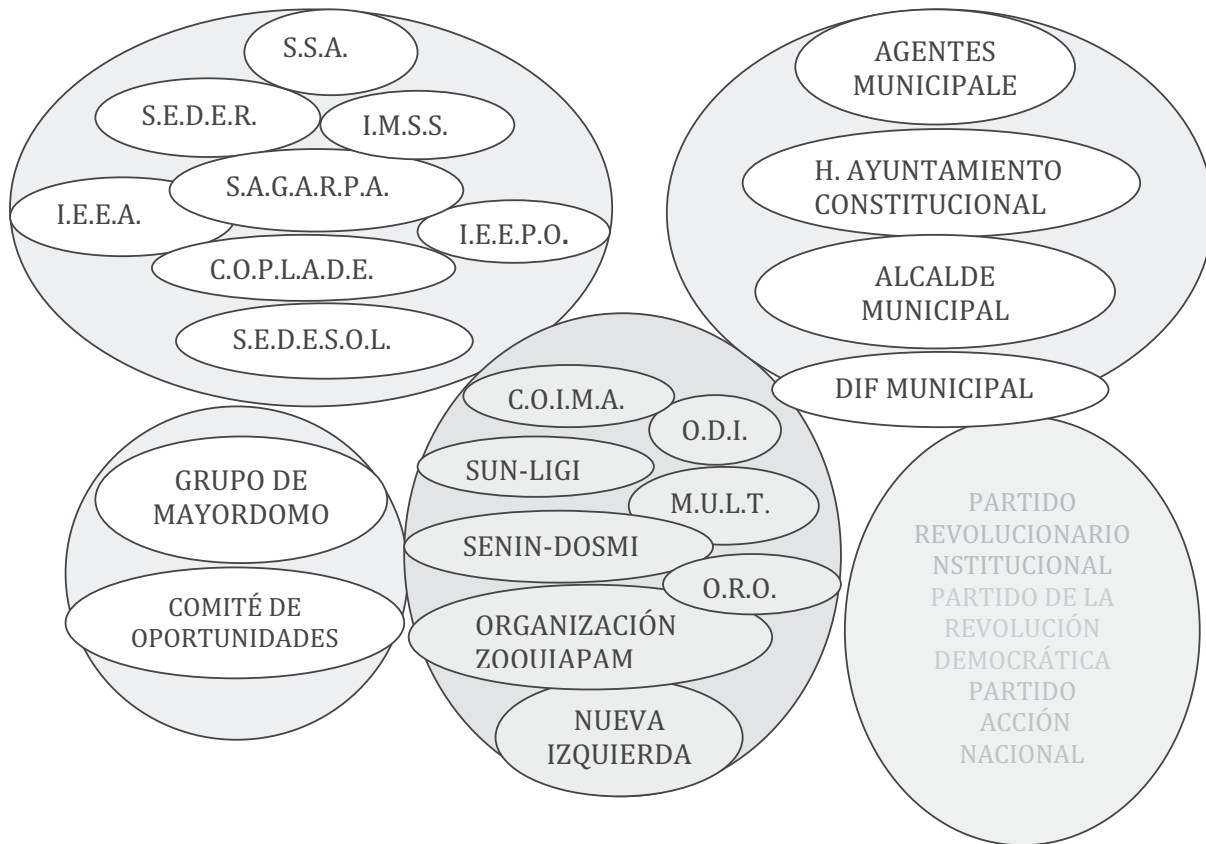 S.S.A.
S.E.D.E.R.
I.M.S.S.
S.A.G.A.R.P.A.
I.E.E.A.
I.E.E.P.O.
C.O.P.L.A.D.E.
S.E.D.E.S.O.L.
AGENTES
MUNICIPALE
H. AYUNTAMIENTO
CONSTITUCIONAL
ALCALDE
MUNICIPAL
DIF MUNICIPAL
GRUPO DE
MAYORDOMO
COMITÉ DE
OPORTUNIDADES
C.O.I.M.A.
O.D.I.
SUN-LIGI
M.U.L.T.
SENIN-DOSMI
O.R.O.
ORGANIZACIÓN
ZOQUIAPAM
NUEVA
IZQUIERDA
PARTIDO
REVOLUCIONARIO
NSTITUCIONAL
PARTIDO DE LA
REVOLUCIÓN
DEMOCRÁTICA
PARTIDO
ACCIÓN
NACIONAL